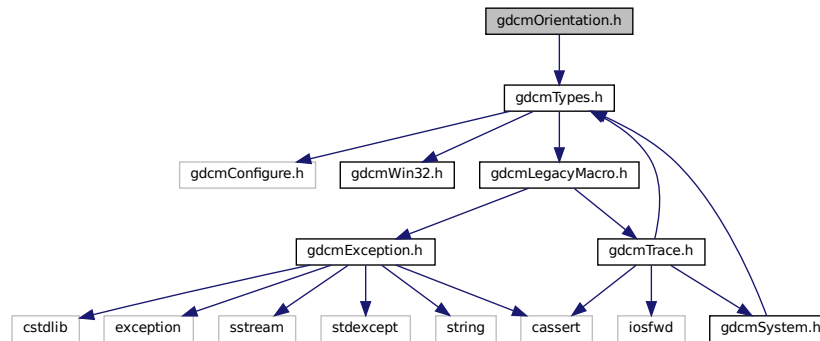 gdcmOrientation.h
gdcmTypes.h
gdcmConfigure.h
gdcmWin32.h
gdcmLegacyMacro.h
gdcmException.h
gdcmTrace.h
cstdlib
exception
sstream
stdexcept
string
cassert
iosfwd
gdcmSystem.h